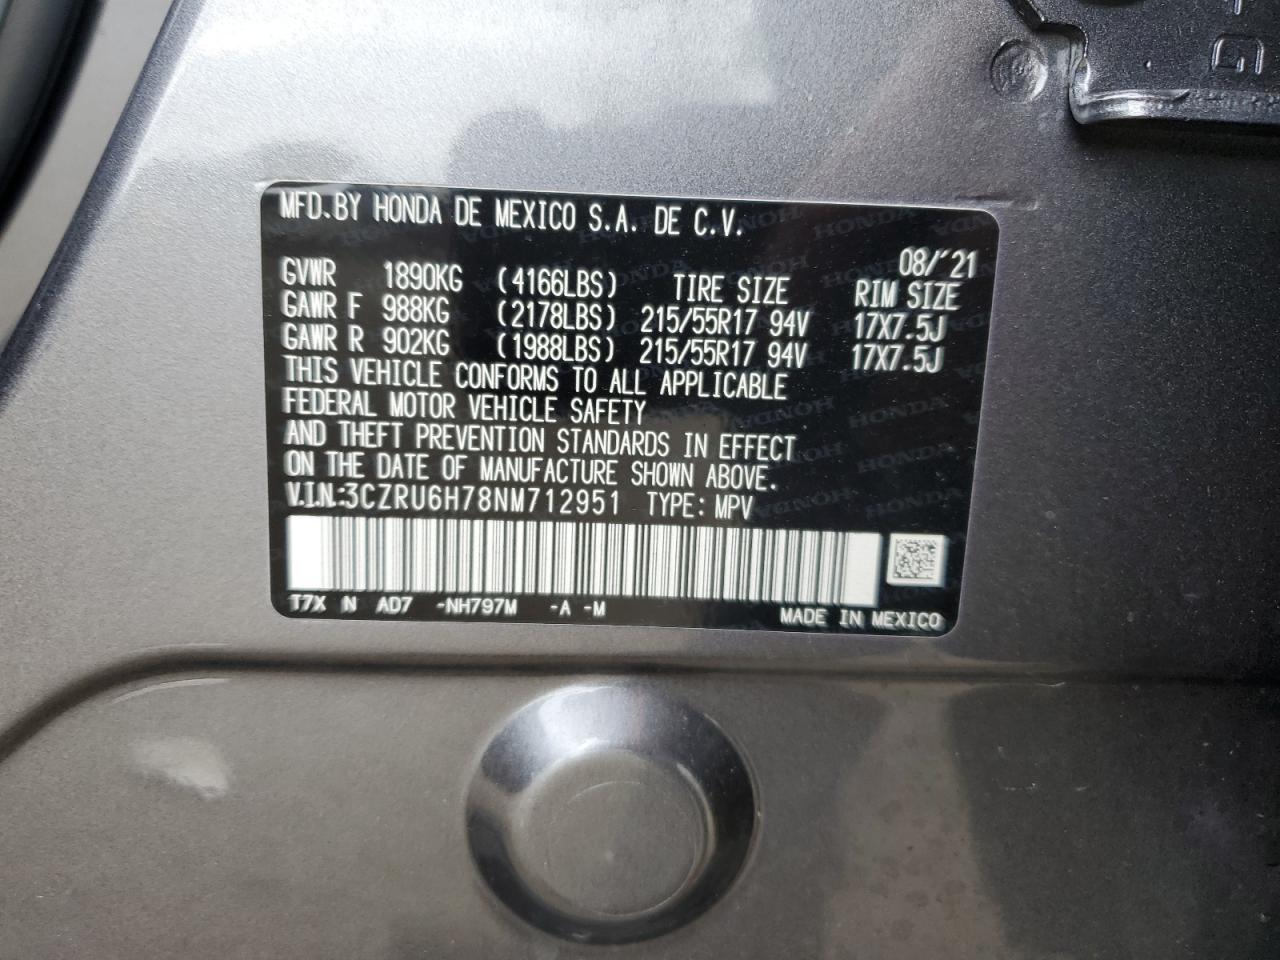 MFD.BY HONDA DE MEXICO S.A. DE C.V.
08/'21
GVWR 1890KG (4166LBS) TIRE SIZE RIM SIZE
GAWR F 988KG (2178LBS) 215/55R17 94V 17X7.5J
GAWR R 902KG (1988LBS) 215/55R17 94V 17X7.5J
THIS VEHICLE CONFORMS TO ALL APPLICABLE
FEDERAL MOTOR VEHICLE SAFETY
AND THEFT PREVENTION STANDARDS IN EFFECT
ON THE DATE OF MANUFACTURE SHOWN ABOVE.
V.I.N.:3CZRU6H78NM712951 TYPE: MPV
T7X N AD7 -NH797M -A -M
MADE IN MEXICO